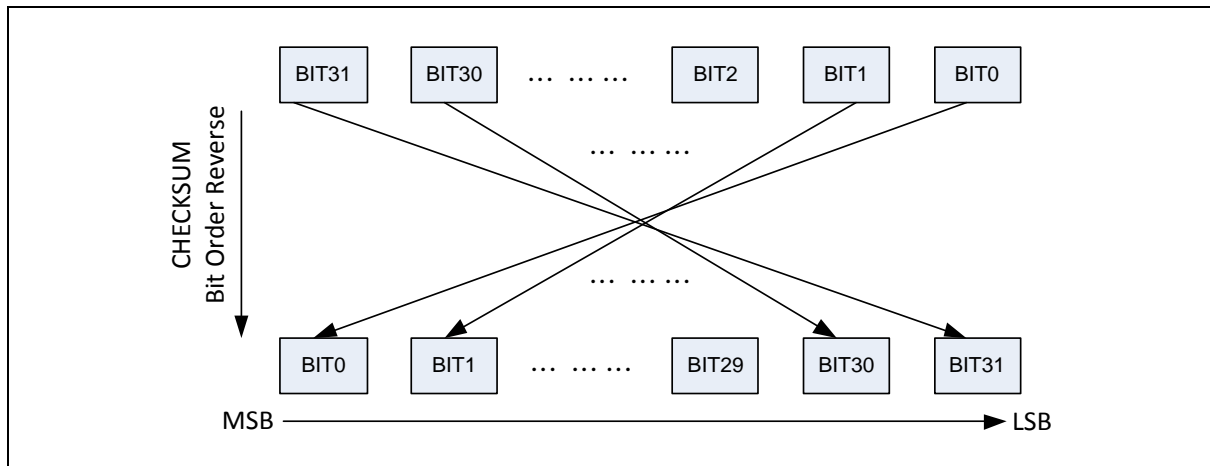 BIT31 BIT30 … … … BIT2 BIT1 BIT0
… … …
CHECKSUM
Bit Order Reverse
… … …
BIT0 BIT1 … … … BIT29 BIT30 BIT31
MSB LSB